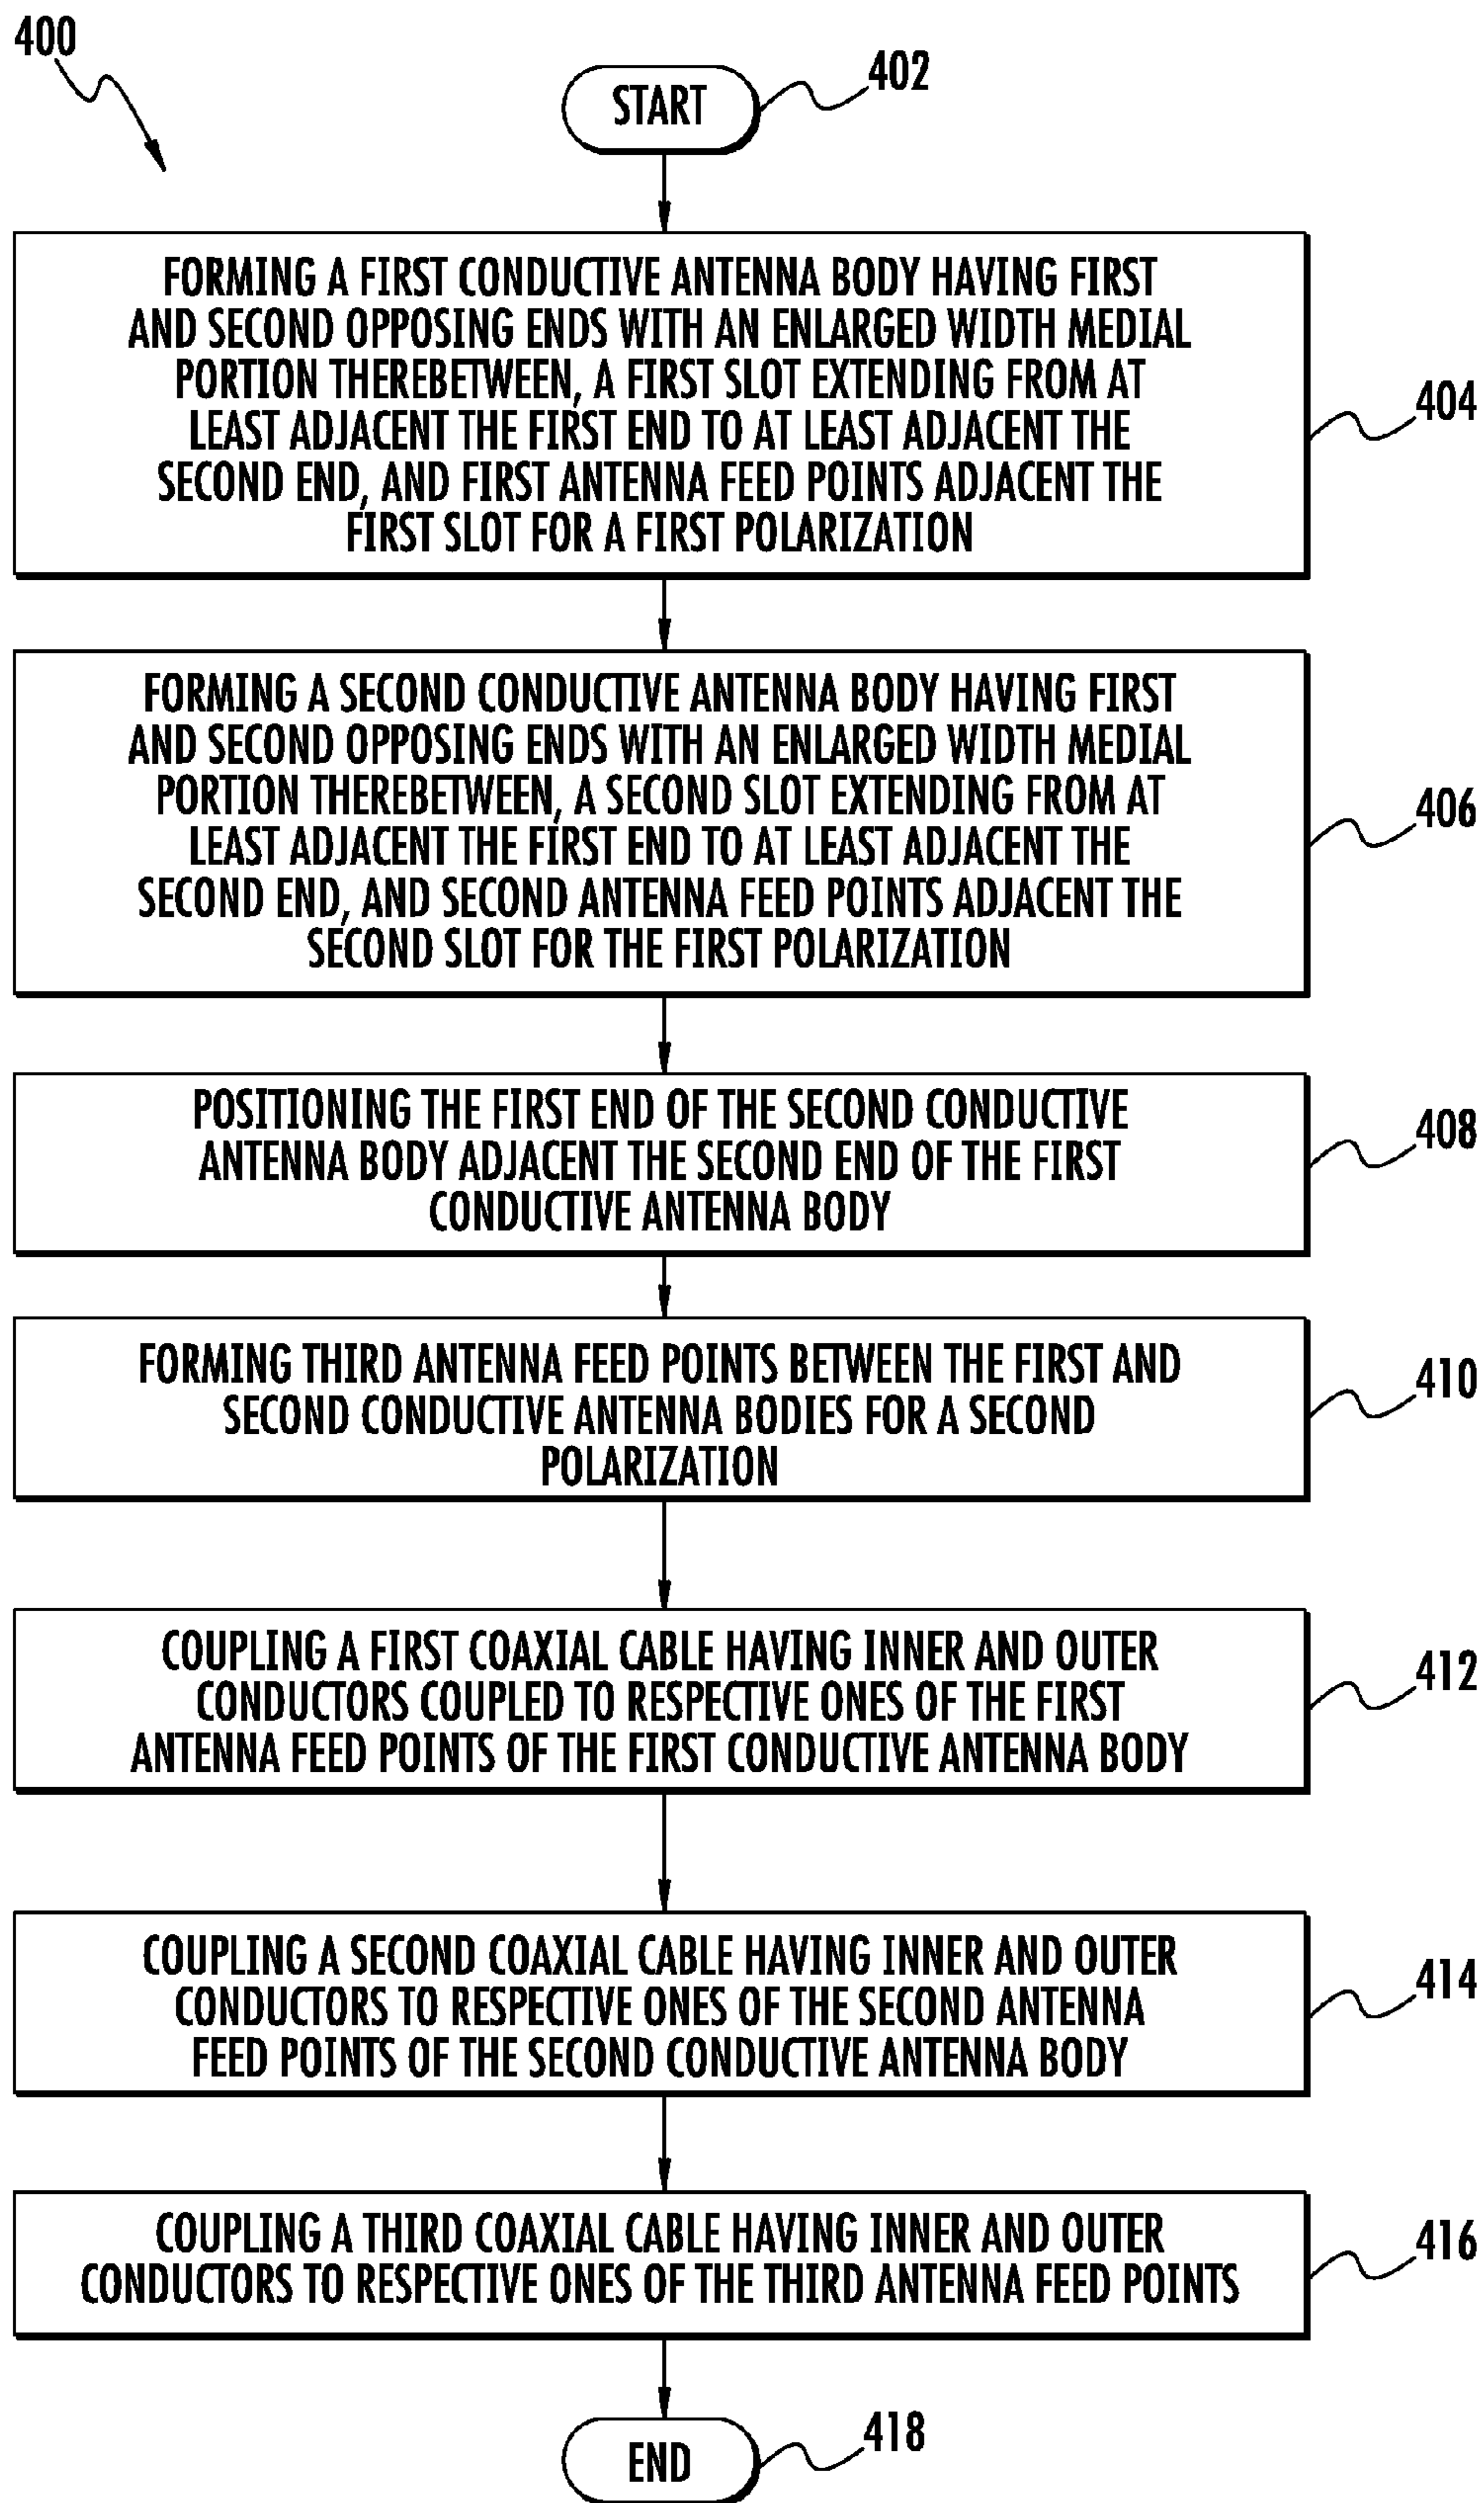 400
START
402
FORMING A FIRST CONDUCTIVE ANTENNA BODY HAVING FIRST
AND SECOND OPPOSING ENDS WITH AN ENLARGED WIDTH MEDIAL
PORTION THEREBETWEEN, A FIRST SLOT EXTENDING FROM AT
LEAST ADJACENT THE FIRST END TO AT LEAST ADJACENT THE
SECOND END, AND FIRST ANTENNA FEED POINTS ADJACENT THE
FIRST SLOT FOR A FIRST POLARIZATION
404
FORMING A SECOND CONDUCTIVE ANTENNA BODY HAVING FIRST
AND SECOND OPPOSING ENDS WITH AN ENLARGED WIDTH MEDIAL
PORTION THEREBETWEEN, A SECOND SLOT EXTENDING FROM AT
LEAST ADJACENT THE FIRST END TO AT LEAST ADJACENT THE
SECOND END, AND SECOND ANTENNA FEED POINTS ADJACENT THE
SECOND SLOT FOR THE FIRST POLARIZATION
406
POSITIONING THE FIRST END OF THE SECOND CONDUCTIVE
ANTENNA BODY ADJACENT THE SECOND END OF THE FIRST
CONDUCTIVE ANTENNA BODY
408
FORMING THIRD ANTENNA FEED POINTS BETWEEN THE FIRST AND
SECOND CONDUCTIVE ANTENNA BODIES FOR A SECOND
POLARIZATION
410
COUPLING A FIRST COAXIAL CABLE HAVING INNER AND OUTER
CONDUCTORS COUPLED TO RESPECTIVE ONES OF THE FIRST
ANTENNA FEED POINTS OF THE FIRST CONDUCTIVE ANTENNA BODY
412
COUPLING A SECOND COAXIAL CABLE HAVING INNER AND OUTER
CONDUCTORS TO RESPECTIVE ONES OF THE SECOND ANTENNA
FEED POINTS OF THE SECOND CONDUCTIVE ANTENNA BODY
414
COUPLING A THIRD COAXIAL CABLE HAVING INNER AND OUTER
CONDUCTORS TO RESPECTIVE ONES OF THE THIRD ANTENNA FEED POINTS
416
END
418